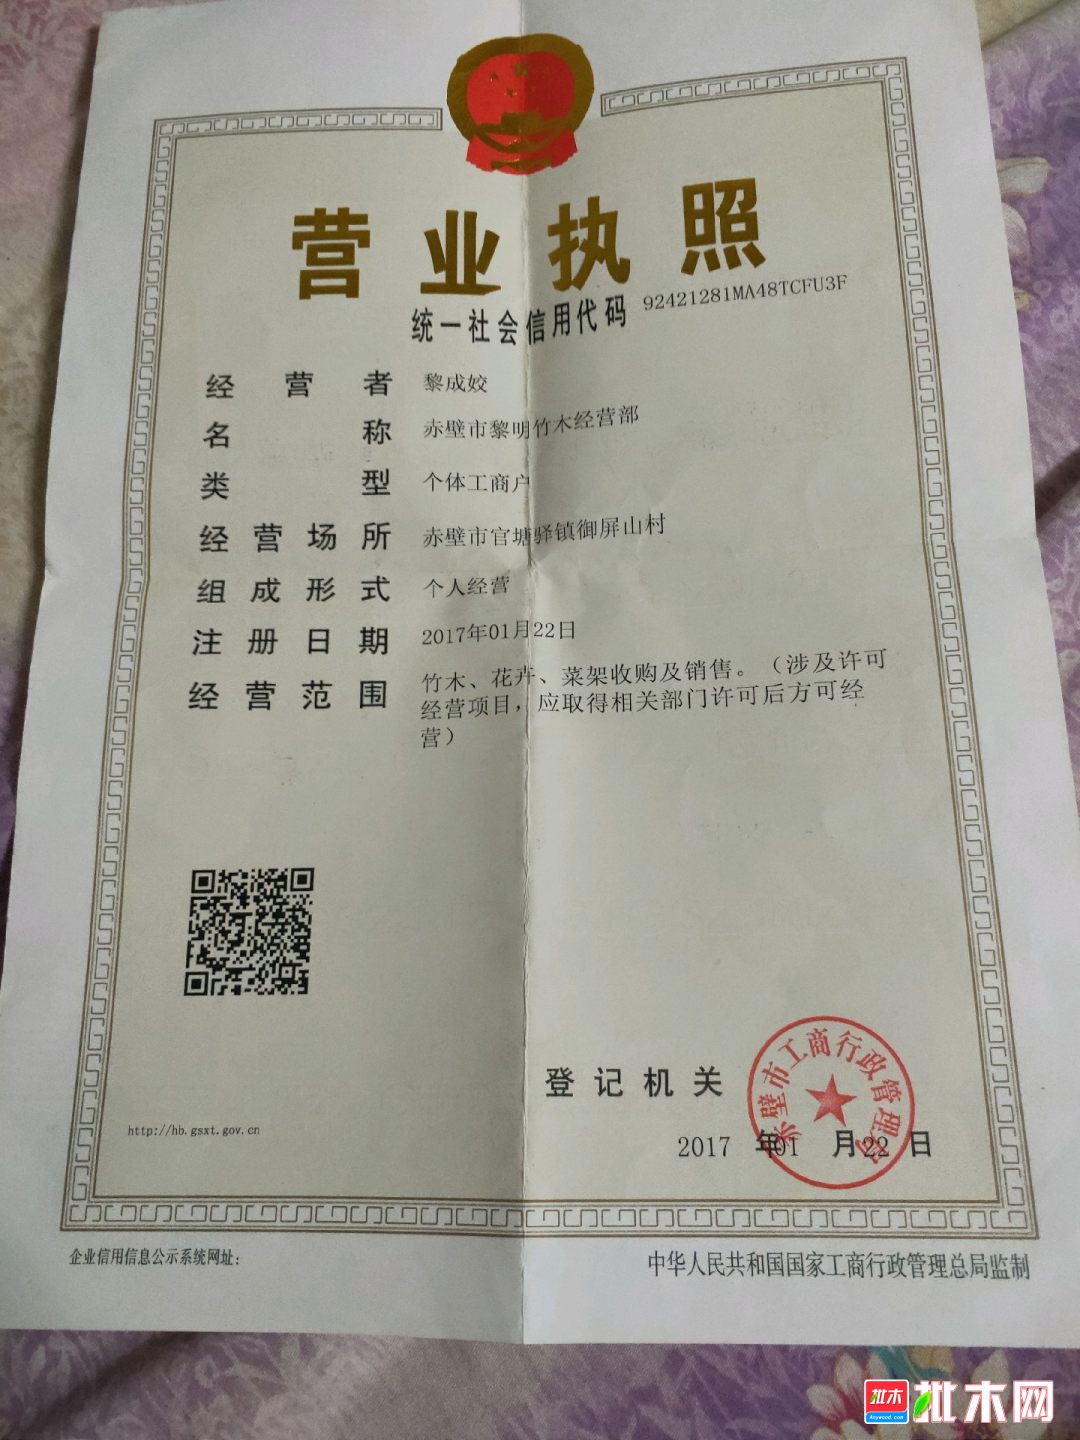 营业执照
统一社会信用代码 92421281MA48TCFU3F
经营者 黎成姣
名称 赤壁市黎明竹木经营部
类型 个体工商户
经营场所 赤壁市官塘驿镇御屏山村
组成形式 个人经营
注册日期 2017年01月22日
经营范围 竹木、花卉、菜架收购及销售。（涉及许可
经营项目，应取得相关部门许可后方可经
营）
登记机关
赤壁市工商行政管理局
2017 年01 月22 日
http://hb.gsxt.gov.cn
企业信用信息公示系统网址：
中华人民共和国国家工商行政管理总局监制
批木 批木网
Anywood.com